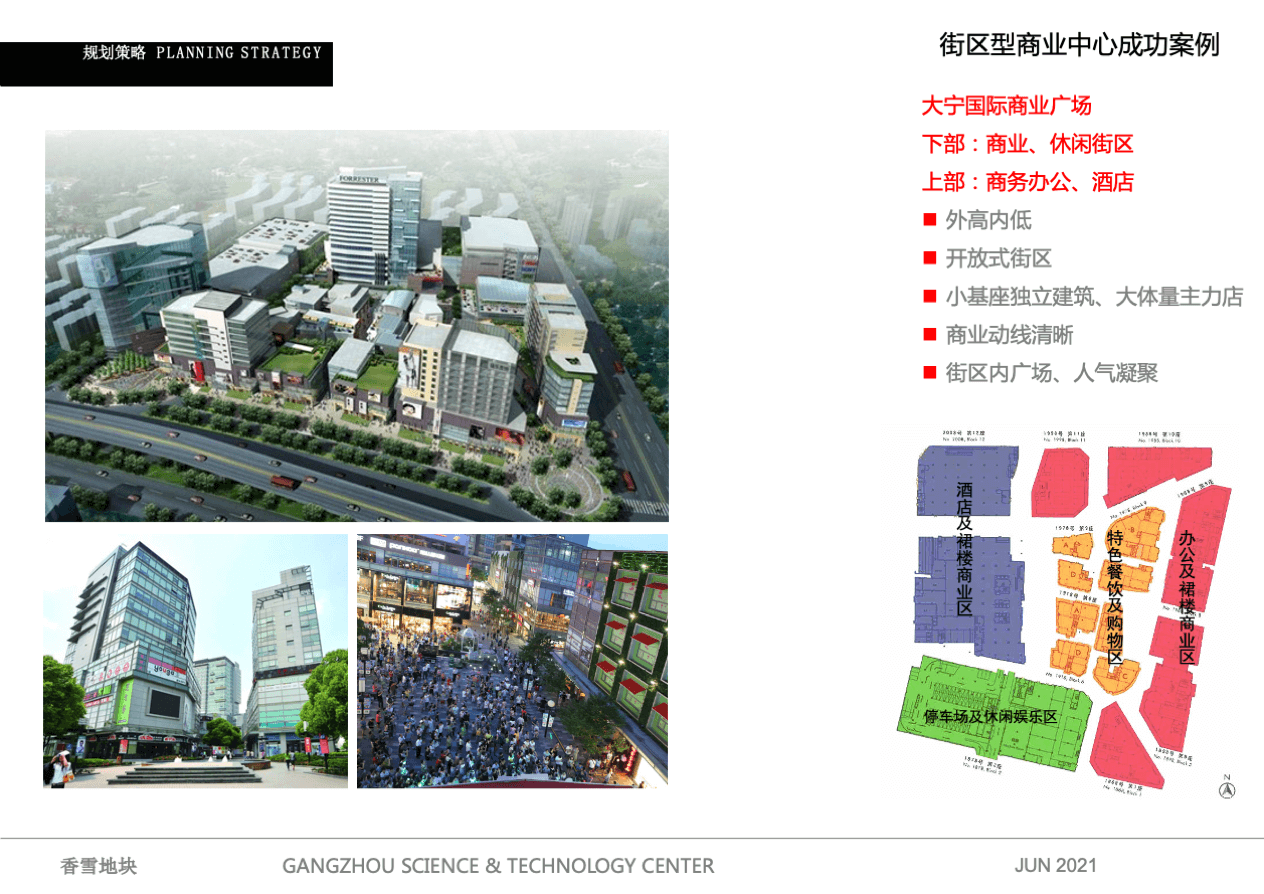 规划策略 PLANNING STRATEGY
街区型商业中心成功案例
大宁国际商业广场
下部：商业、休闲街区
上部：商务办公、酒店
外高内低
开放式街区
小基座独立建筑、大体量主力店
商业动线清晰
街区内广场、人气凝聚
FORRESTER
酒店及裙楼商业区
特色餐饮及购物区
办公及裙楼商业区
停车场及休闲娱乐区
N
香雪地块
GANGZHOU SCIENCE & TECHNOLOGY CENTER
JUN 2021